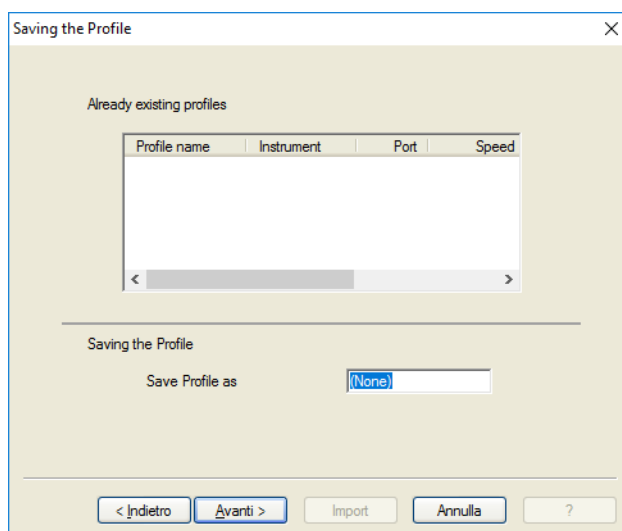 Saving the Profile
Already existing profiles
Profile name Instrument Port Speed
Saving the Profile
Save Profile as (None)
< Indietro Avanti > Import Annulla ?